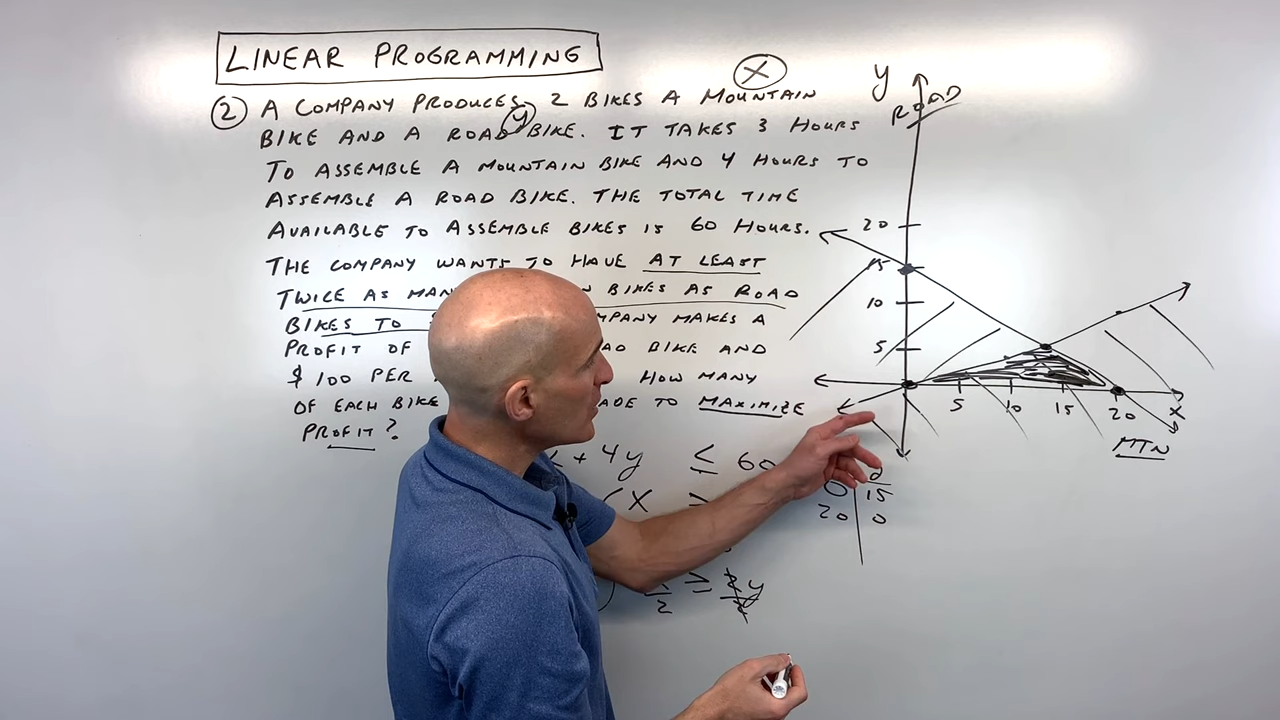 LINEAR PROGRAMMING
X
② A COMPANY PRODUCES 2 BIKES A MOUNTAIN
y
BIKE AND A ROAD BIKE. IT TAKES 3 HOURS
TO ASSEMBLE A MOUNTAIN BIKE AND 4 HOURS TO
ASSEMBLE A ROAD BIKE. THE TOTAL TIME
AVAILABLE TO ASSEMBLE BIKES IS 60 HOURS.
THE COMPANY WANTS TO HAVE AT LEAST
TWICE AS BIKES AS ROAD
BIKES TO MAKES A
PROFIT OF BIKE AND
$100 PER HOW MANY
OF EACH BIKE TO MAXIMIZE
PROFIT?
+ 4y ≤ 60
X
2 ≥ y
y
ROAD
20
15
10
5
5 10 15 20 X
MTN
0 15
20 0